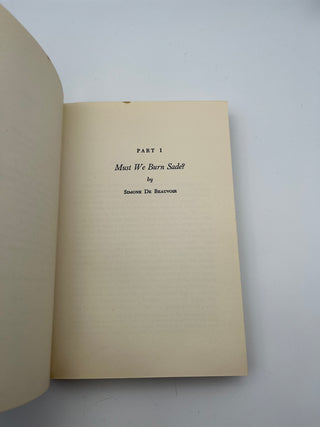 PART I
Must We Burn Sade?
by
SIMONE DE BEAUVOIR